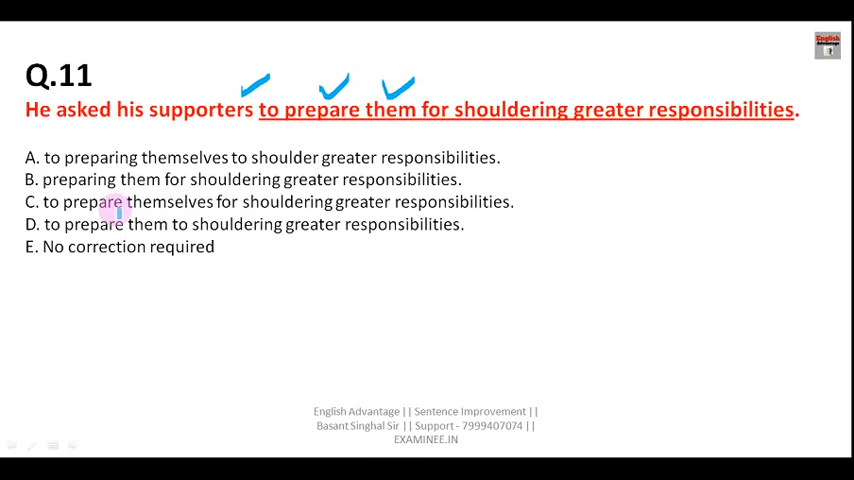 English
Advantage
Q.11
He asked his supporters to prepare them for shouldering greater responsibilities.
A. to preparing themselves to shoulder greater responsibilities.
B. preparing them for shouldering greater responsibilities.
C. to prepare themselves for shouldering greater responsibilities.
D. to prepare them to shouldering greater responsibilities.
E. No correction required
English Advantage || Sentence Improvement ||
Basant Singhal Sir || Support - 7999407074 ||
EXAMINEE.IN